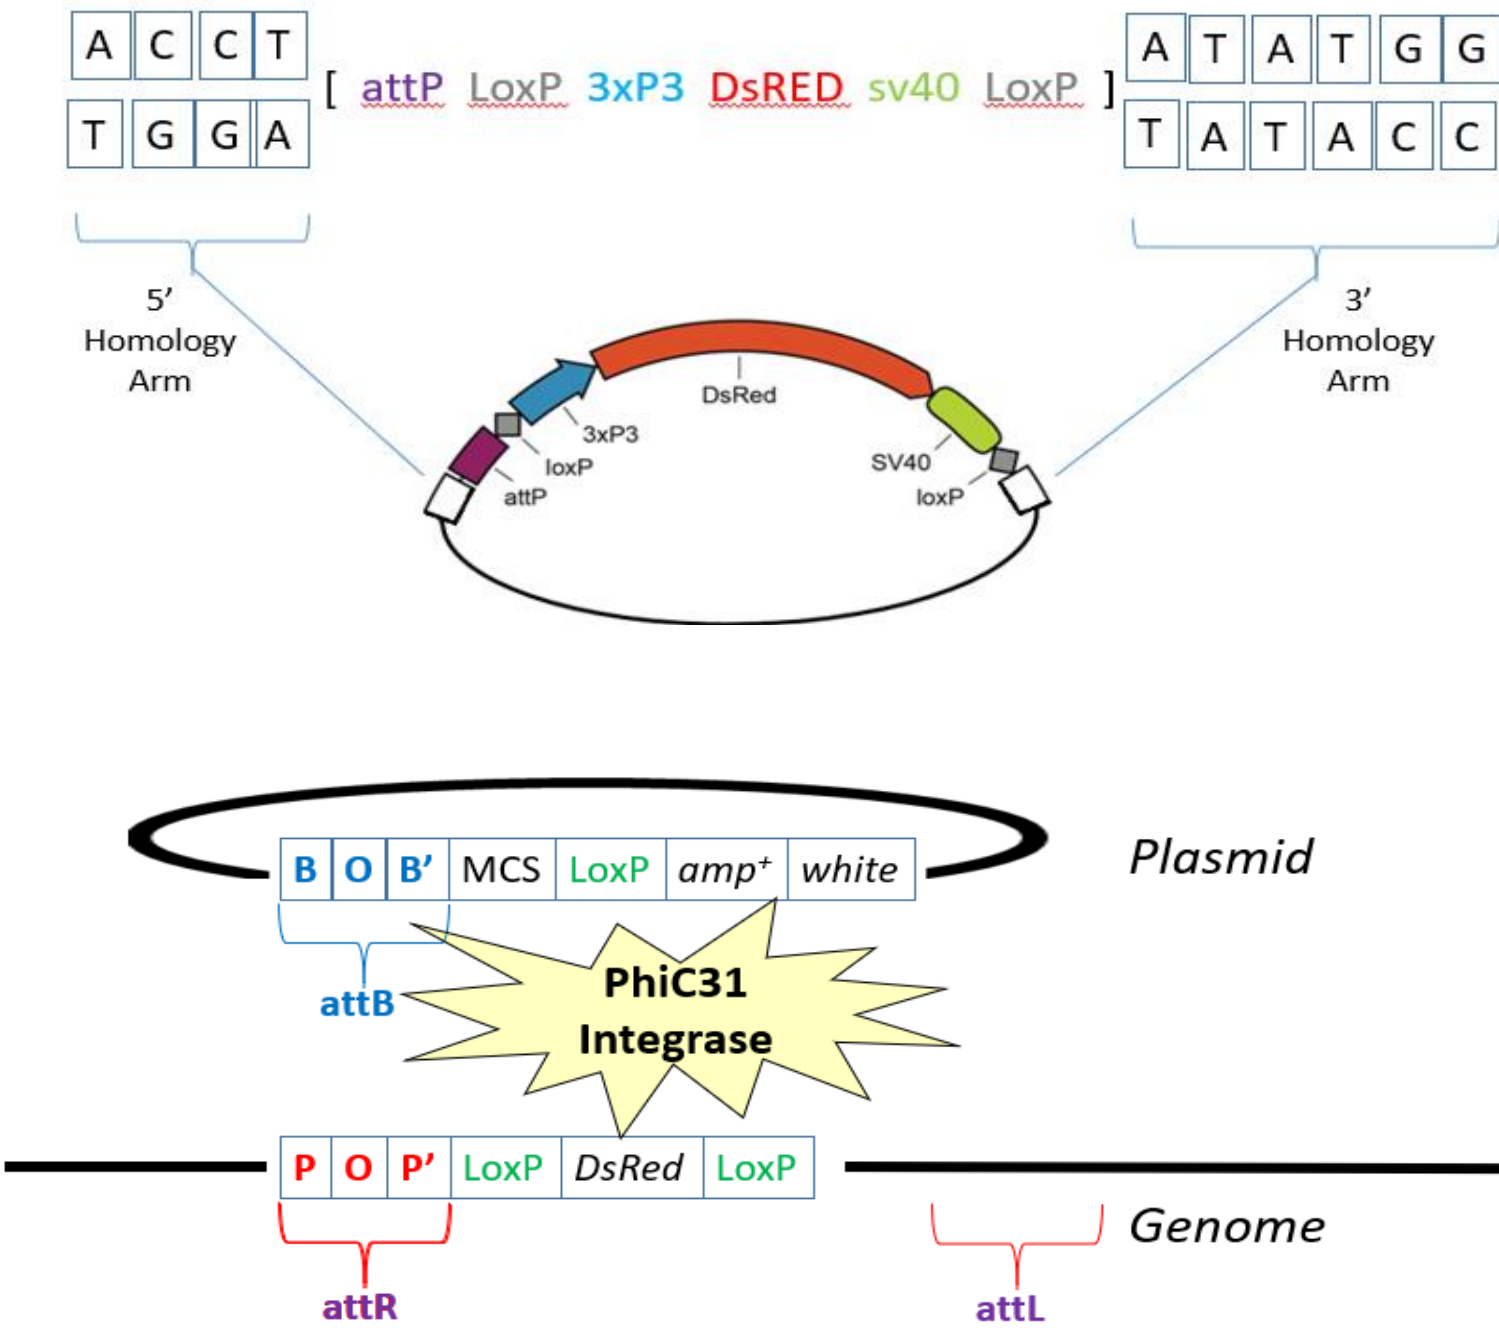 A C C T
T G G A
[ attP LoxP 3xP3 DsRED sv40 LoxP ]
A T A T G G
T A T A C C
5’
Homology
Arm
3’
Homology
Arm
DsRed
3xP3
loxP
attP
SV40
loxP
B O B’ MCS LoxP amp⁺ white
Plasmid
attB
PhiC31
Integrase
P O P’ LoxP DsRed LoxP
Genome
attR
attL